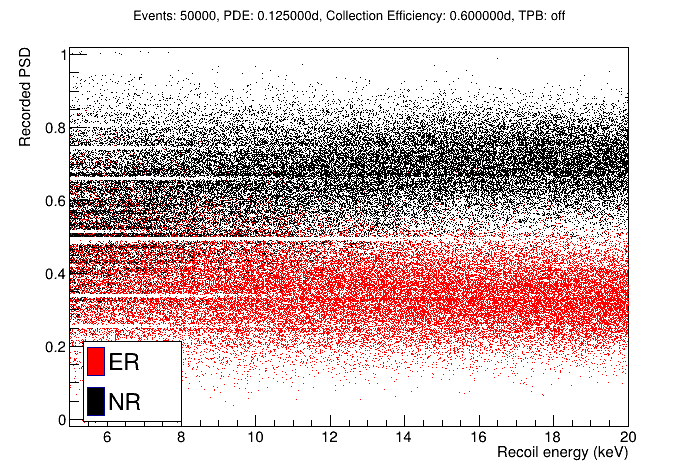 Events: 50000, PDE: 0.125000d, Collection Efficiency: 0.600000d, TPB: off
Recorded PSD
1
0.8
0.6
0.4
0.2
0
ER
NR
6 8 10 12 14 16 18 20
Recoil energy (keV)